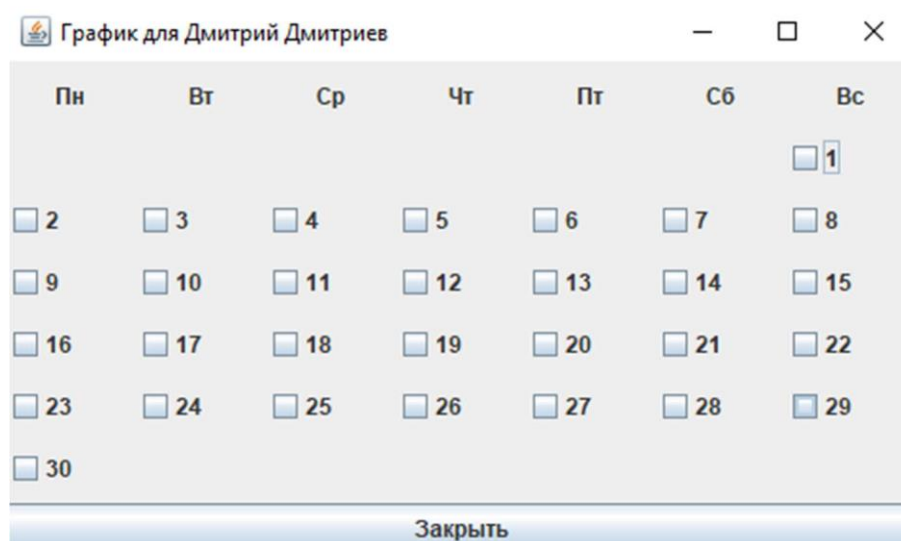 График для Дмитрий Дмитриев
Пн Вт Ср Чт Пт Сб Вс
1
2 3 4 5 6 7 8
9 10 11 12 13 14 15
16 17 18 19 20 21 22
23 24 25 26 27 28 29
30
Закрыть